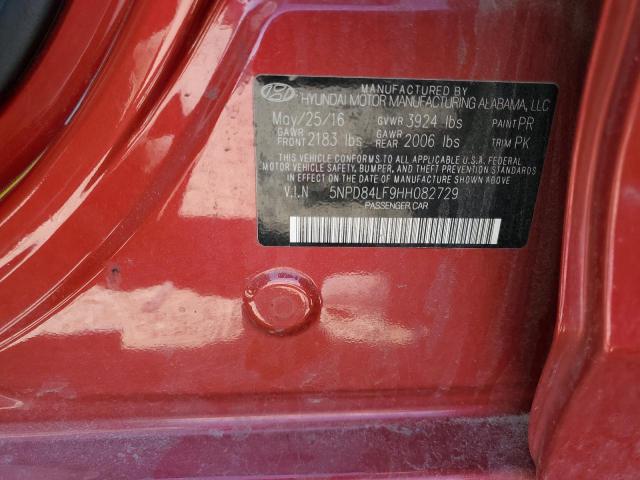 MANUFACTURED BY
HYUNDAI MOTOR MANUFACTURING ALABAMA, LLC
May/25/16 GVWR 3924 lbs PAINT PR
GAWR FRONT 2183 lbs GAWR REAR 2006 lbs TRIM PK
THIS VEHICLE CONFORMS TO ALL APPLICABLE U.S.A. FEDERAL
MOTOR VEHICLE SAFETY, BUMPER, AND THEFT PREVENTION STANDARDS
IN EFFECT ON THE DATE OF MANUFACTURE SHOWN ABOVE.
V.I.N 5NPD84LF9HH082729
PASSENGER CAR